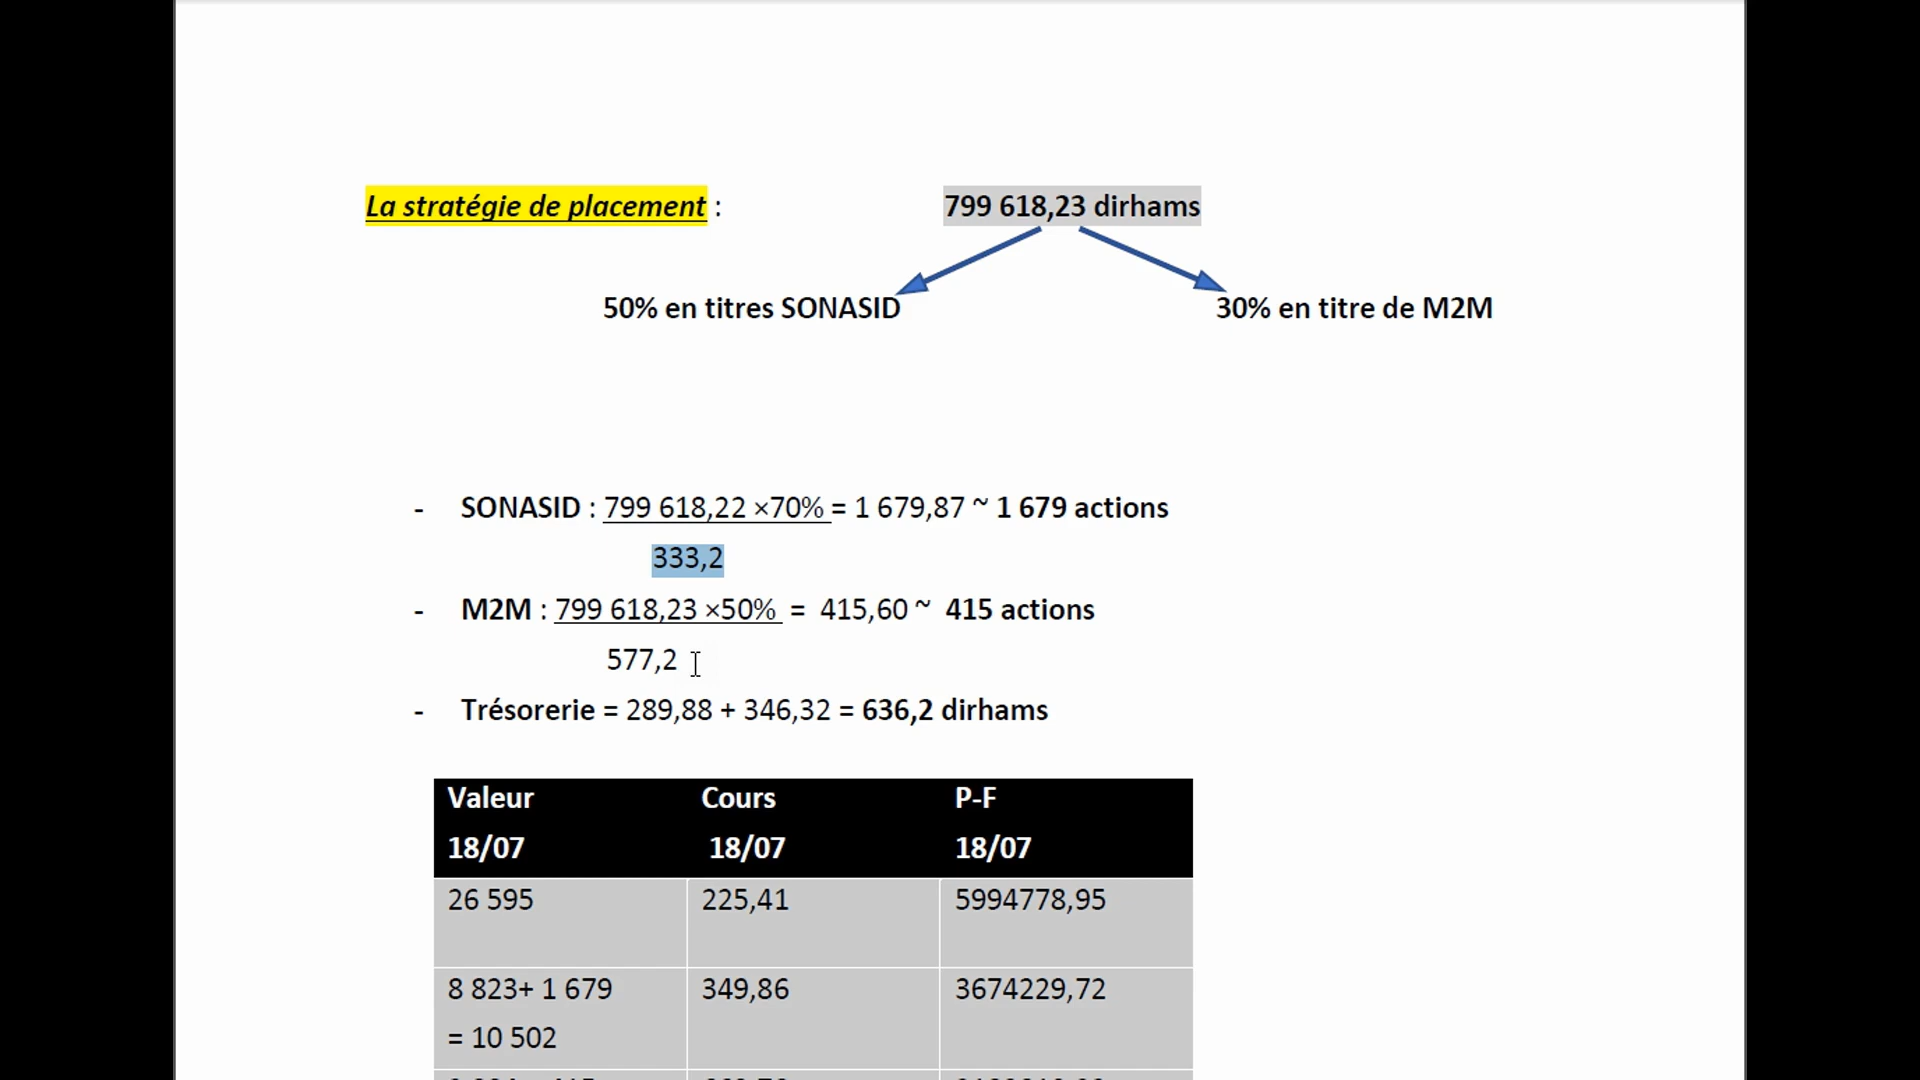 La stratégie de placement : 799 618,23 dirhams
50% en titres SONASID 30% en titre de M2M
- SONASID : 799 618,22 ×70% = 1 679,87 ~ 1 679 actions
333,2
- M2M : 799 618,23 ×50% = 415,60 ~ 415 actions
577,2
- Trésorerie = 289,88 + 346,32 = 636,2 dirhams
Valeur Cours P-F
18/07 18/07 18/07
26 595 225,41 5994778,95
8 823+ 1 679 349,86 3674229,72
= 10 502